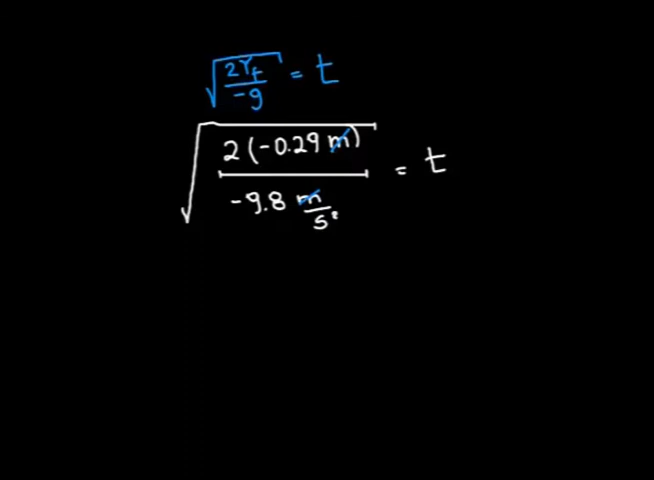 √(2Y_f / -g) = t
√(2(-0.29 m) / -9.8 m/s²) = t